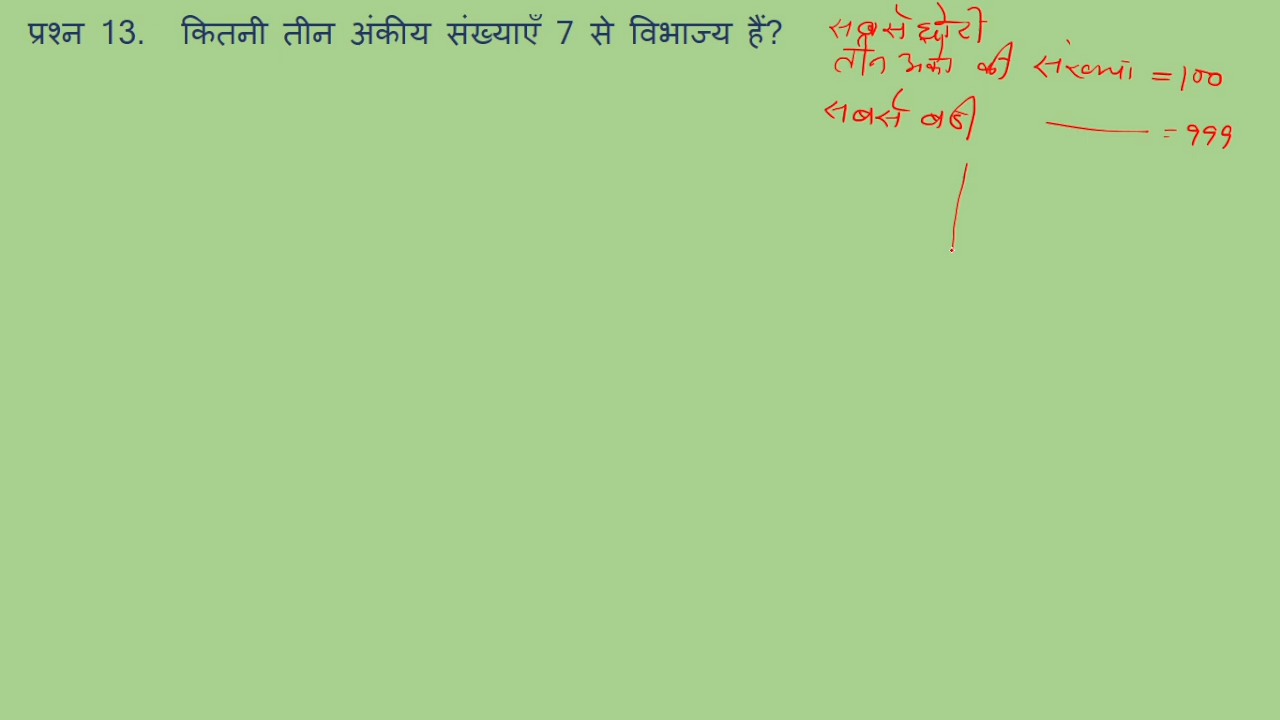 प्रश्न 13. कितनी तीन अंकीय संख्याएँ 7 से विभाज्य हैं?
सबसे छोटी
तीन अंको की संख्या = 100
सबसे बडी = 999